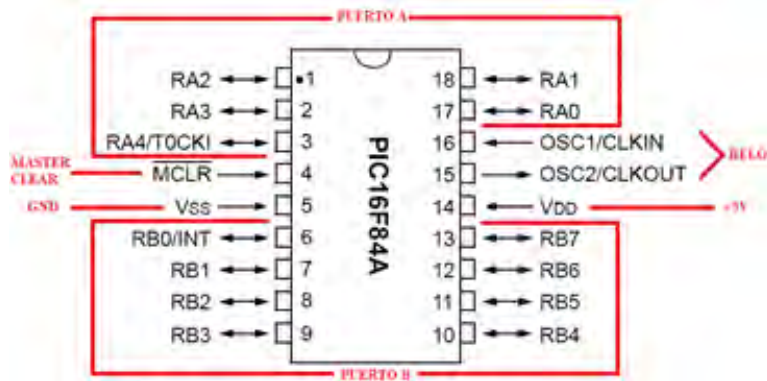 PUERTO A
RA2 1 18 RA1
RA3 2 17 RA0
RA4/T0CKI 3 16 OSC1/CLKIN
MASTER
CLEAR
MCLR 4 15 OSC2/CLKOUT
GND
Vss 5 14 VDD +5V
RB0/INT 6 13 RB7
RB1 7 12 RB6
RB2 8 11 RB5
RB3 9 10 RB4
PIC16F84A
PUERTO B